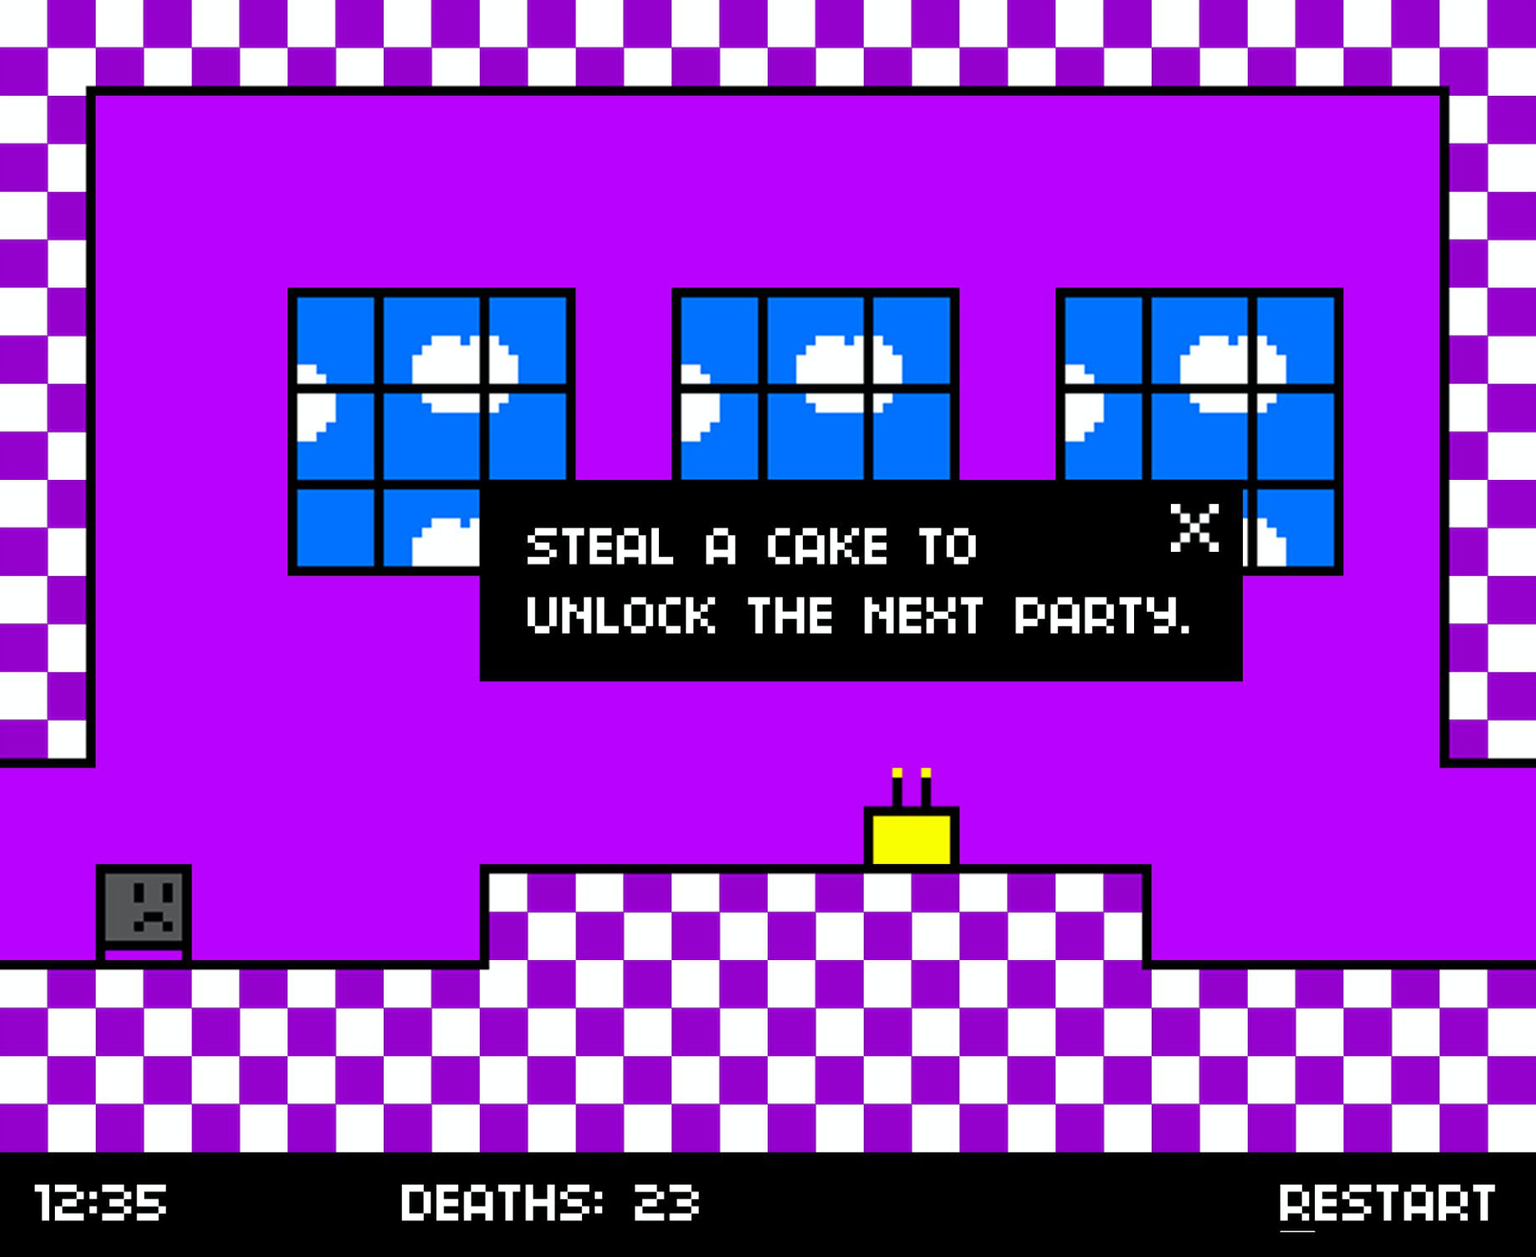 STEAL A CAKE TO
X
UNLOCK THE NEXT PARTY.
12:35
DEATHS: 23
RESTART